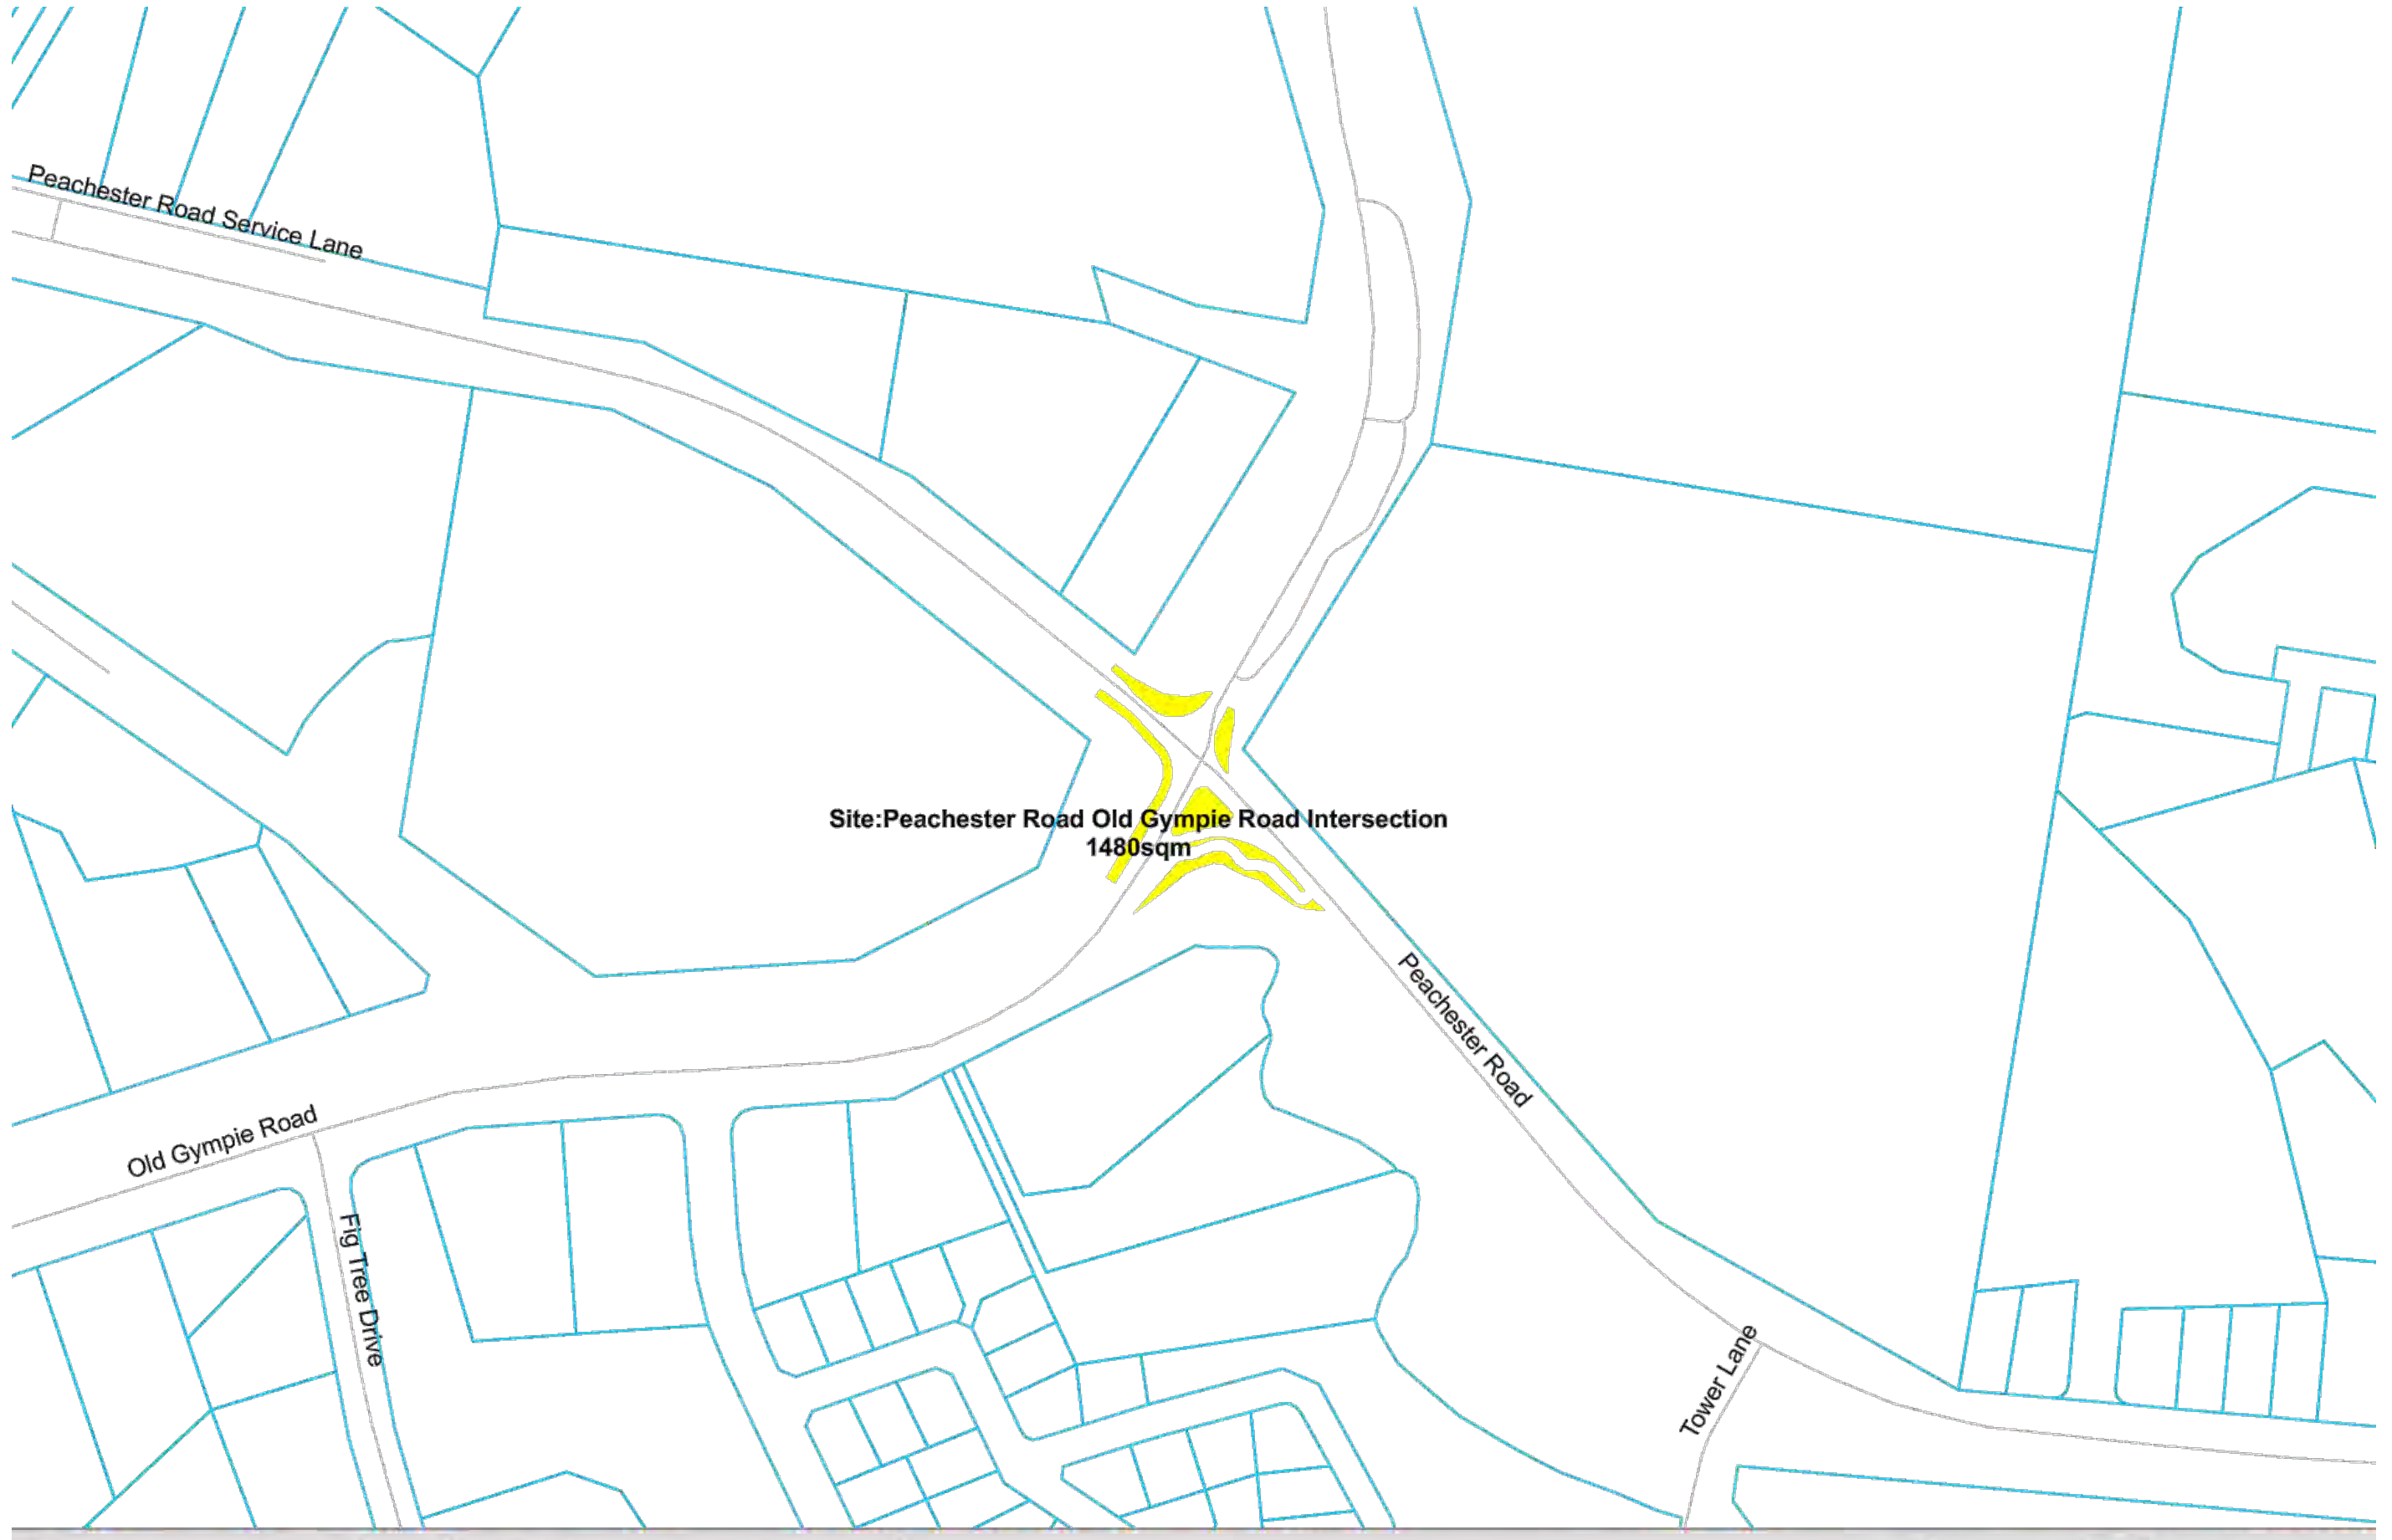 Peachester Road Service Lane
Site:Peachester Road Old Gympie Road Intersection
1480sqm
Peachester Road
Old Gympie Road
Fig Tree Drive
Tower Lane